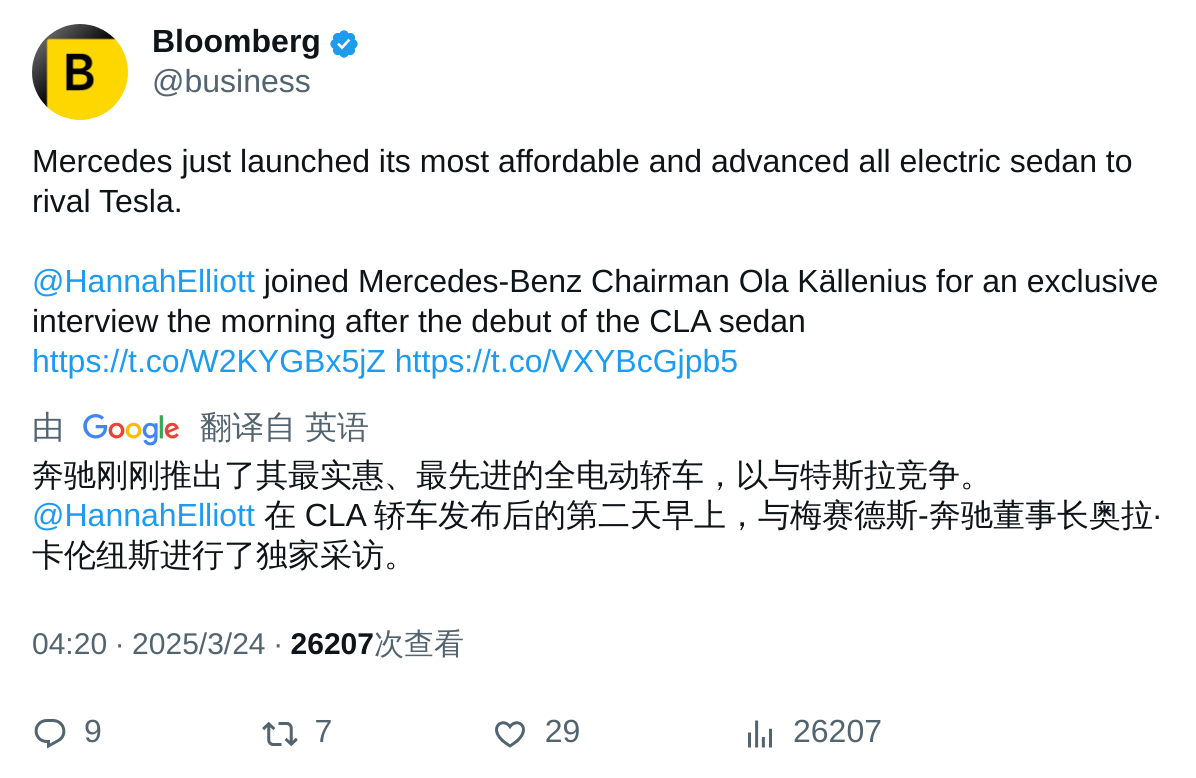 B
Bloomberg
@business
Mercedes just launched its most affordable and advanced all electric sedan to
rival Tesla.
@HannahElliott joined Mercedes-Benz Chairman Ola Källenius for an exclusive
interview the morning after the debut of the CLA sedan
https://t.co/W2KYGBx5jZ https://t.co/VXYBcGjpb5
由 Google 翻译自 英语
奔驰刚刚推出了其最实惠、最先进的全电动轿车，以与特斯拉竞争。
@HannahElliott 在 CLA 轿车发布后的第二天早上，与梅赛德斯-奔驰董事长奥拉·
卡伦纽斯进行了独家采访。
04:20 · 2025/3/24 · 26207次查看
9 7 29 26207